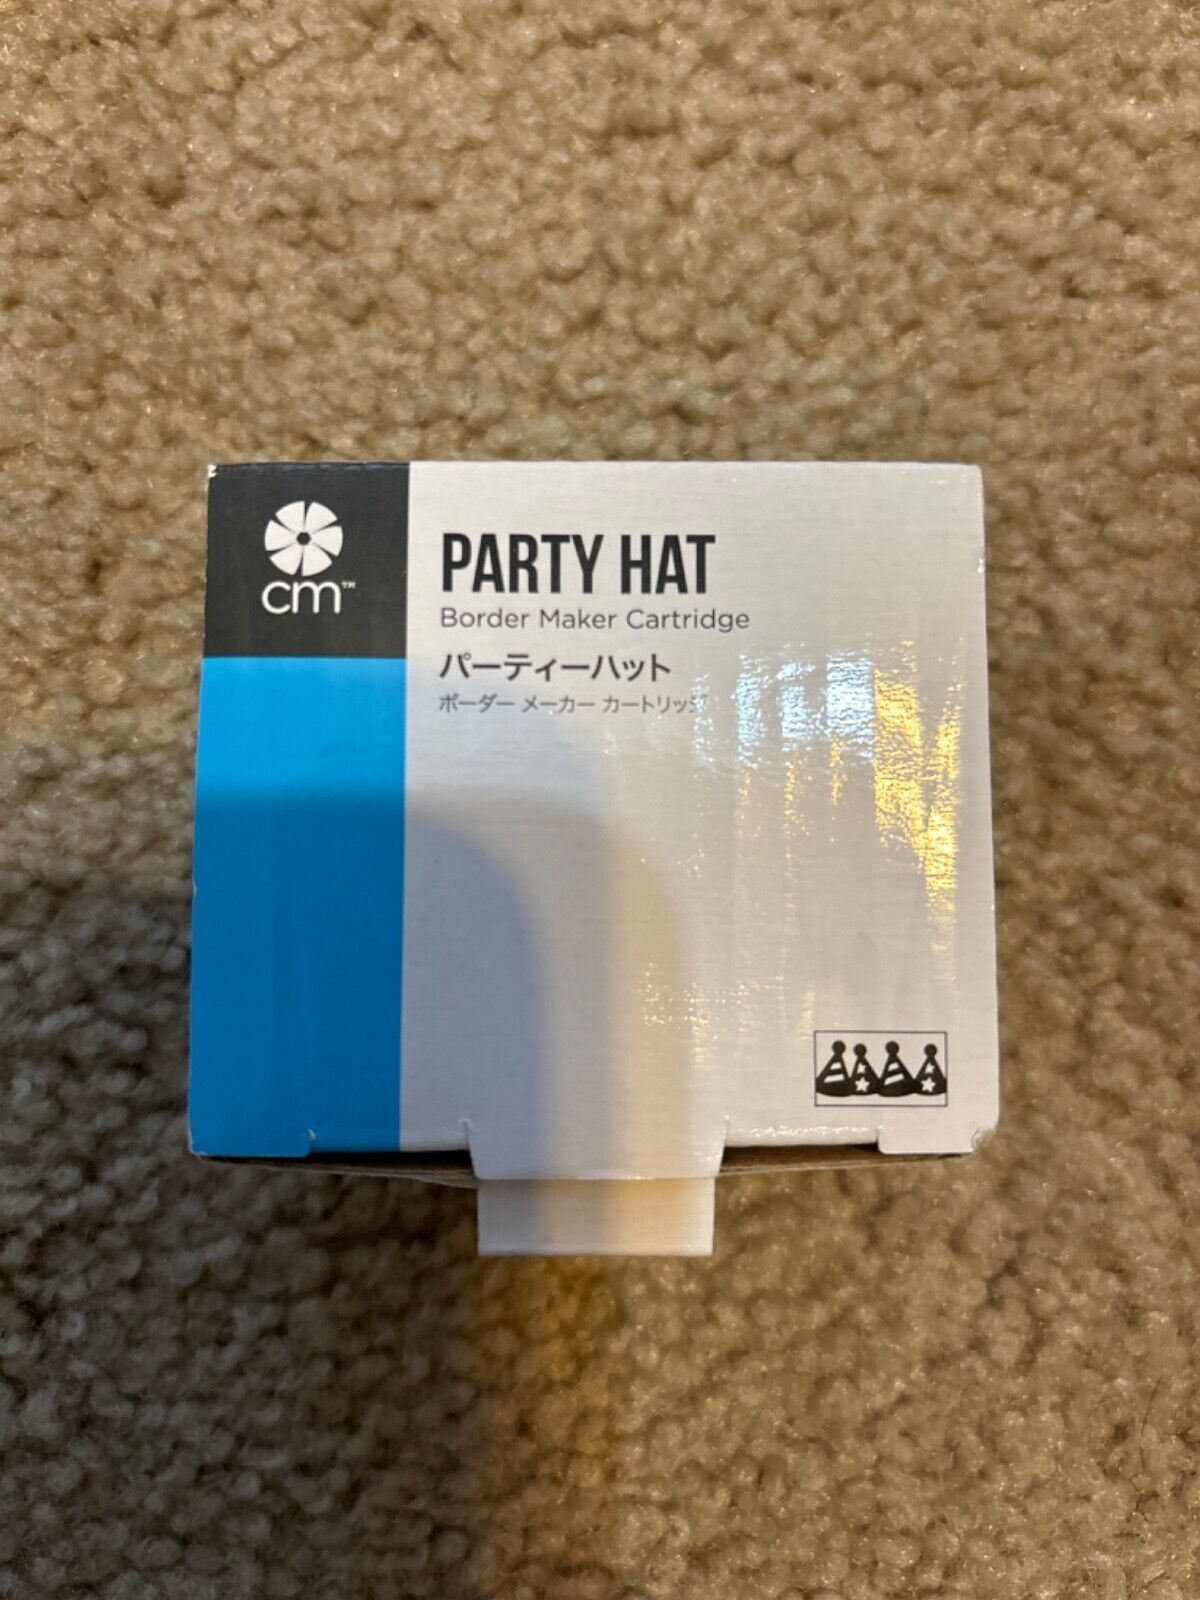 cm™
PARTY HAT
Border Maker Cartridge
パーティーハット
ボーダー メーカー カートリッジ